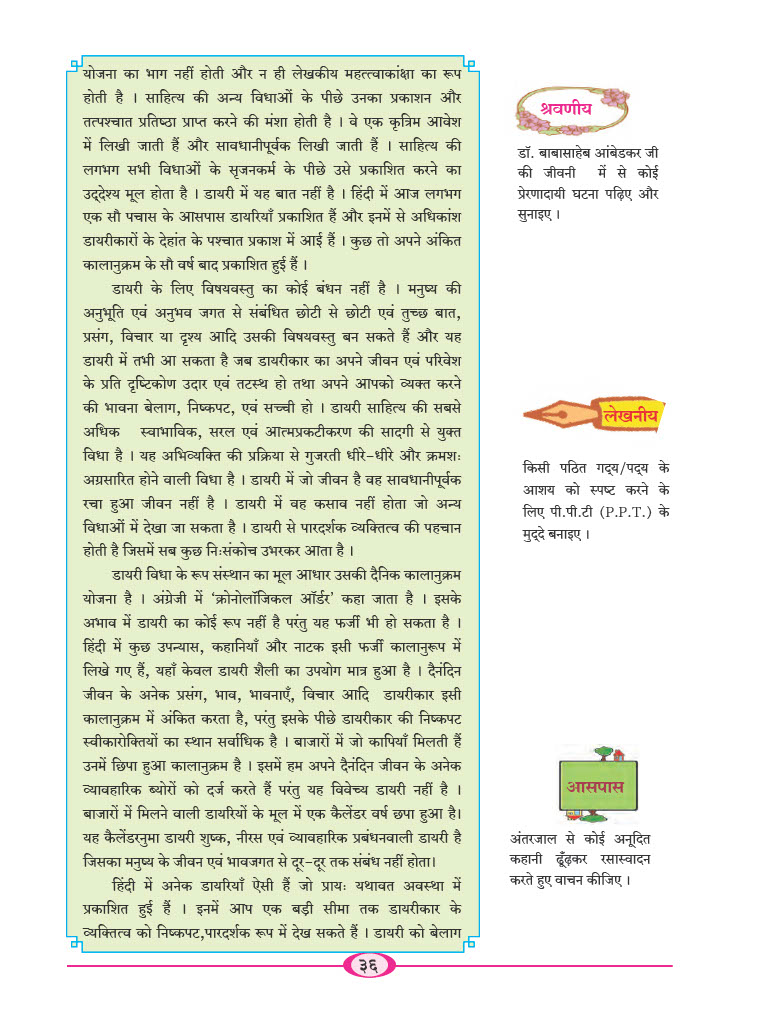 योजना का भाग नहीं होती और न ही लेखकीय महत्त्वाकांक्षा का रूप
होती है । साहित्य की अन्य विधाओं के पीछे उनका प्रकाशन और
तत्पश्चात प्रतिष्ठा प्राप्त करने की मंशा होती है । वे एक कृत्रिम आवेश
में लिखी जाती हैं और सावधानीपूर्वक लिखी जाती हैं । साहित्य की
लगभग सभी विधाओं के सृजनकर्म के पीछे उसे प्रकाशित करने का
उद्देश्य मूल होता है । डायरी में यह बात नहीं है । हिंदी में आज लगभग
एक सौ पचास के आसपास डायरियाँ प्रकाशित हैं और इनमें से अधिकांश
डायरीकारों के देहांत के पश्चात प्रकाश में आई हैं । कुछ तो अपने अंकित
कालानुक्रम के सौ वर्ष बाद प्रकाशित हुई हैं ।
डायरी के लिए विषयवस्तु का कोई बंधन नहीं है । मनुष्य की
अनुभूति एवं अनुभव जगत से संबंधित छोटी से छोटी एवं तुच्छ बात,
प्रसंग, विचार या दृश्य आदि उसकी विषयवस्तु बन सकते हैं और यह
डायरी में तभी आ सकता है जब डायरीकार का अपने जीवन एवं परिवेश
के प्रति दृष्टिकोण उदार एवं तटस्थ हो तथा अपने आपको व्यक्त करने
की भावना बेलाग, निष्कपट, एवं सच्ची हो । डायरी साहित्य की सबसे
अधिक स्वाभाविक, सरल एवं आत्मप्रकटीकरण की सादगी से युक्त
विधा है । यह अभिव्यक्ति की प्रक्रिया से गुजरती धीरे-धीरे और क्रमशः
अग्रसारित होने वाली विधा है । डायरी में जो जीवन है वह सावधानीपूर्वक
रचा हुआ जीवन नहीं है । डायरी में वह कसाव नहीं होता जो अन्य
विधाओं में देखा जा सकता है । डायरी से पारदर्शक व्यक्तित्व की पहचान
होती है जिसमें सब कुछ निःसंकोच उभरकर आता है ।
डायरी विधा के रूप संस्थान का मूल आधार उसकी दैनिक कालानुक्रम
योजना है । अंग्रेजी में ‘क्रोनोलॉजिकल ऑर्डर’ कहा जाता है । इसके
अभाव में डायरी का कोई रूप नहीं है परंतु यह फर्जी भी हो सकता है ।
हिंदी में कुछ उपन्यास, कहानियाँ और नाटक इसी फर्जी कालानुरूप में
लिखे गए हैं, यहाँ केवल डायरी शैली का उपयोग मात्र हुआ है । दैनंदिन
जीवन के अनेक प्रसंग, भाव, भावनाएँ, विचार आदि डायरीकार इसी
कालानुक्रम में अंकित करता है, परंतु इसके पीछे डायरीकार की निष्कपट
स्वीकारोक्तियों का स्थान सर्वाधिक है । बाजारों में जो कापियाँ मिलती हैं
उनमें छिपा हुआ कालानुक्रम है । इसमें हम अपने दैनंदिन जीवन के अनेक
व्यावहारिक ब्योरों को दर्ज करते हैं परंतु यह विवेच्य डायरी नहीं है ।
बाजारों में मिलने वाली डायरियों के मूल में एक कैलेंडर वर्ष छपा हुआ है।
यह कैलेंडरनुमा डायरी शुष्क, नीरस एवं व्यावहारिक प्रबंधनवाली डायरी है
जिसका मनुष्य के जीवन एवं भावजगत से दूर-दूर तक संबंध नहीं होता।
हिंदी में अनेक डायरियाँ ऐसी हैं जो प्रायः यथावत अवस्था में
प्रकाशित हुई हैं । इनमें आप एक बड़ी सीमा तक डायरीकार के
व्यक्तित्व को निष्कपट,पारदर्शक रूप में देख सकते हैं । डायरी को बेलाग
श्रवणीय
डॉ. बाबासाहेब आंबेडकर जी
की जीवनी में से कोई
प्रेरणादायी घटना पढ़िए और
सुनाइए ।
लेखनीय
किसी पठित गद्य/पद्य के
आशय को स्पष्ट करने के
लिए पी.पी.टी (P.P.T.) के
मुद्दे बनाइए ।
आसपास
अंतरजाल से कोई अनूदित
कहानी ढूँढ़कर रसास्वादन
करते हुए वाचन कीजिए ।
३६